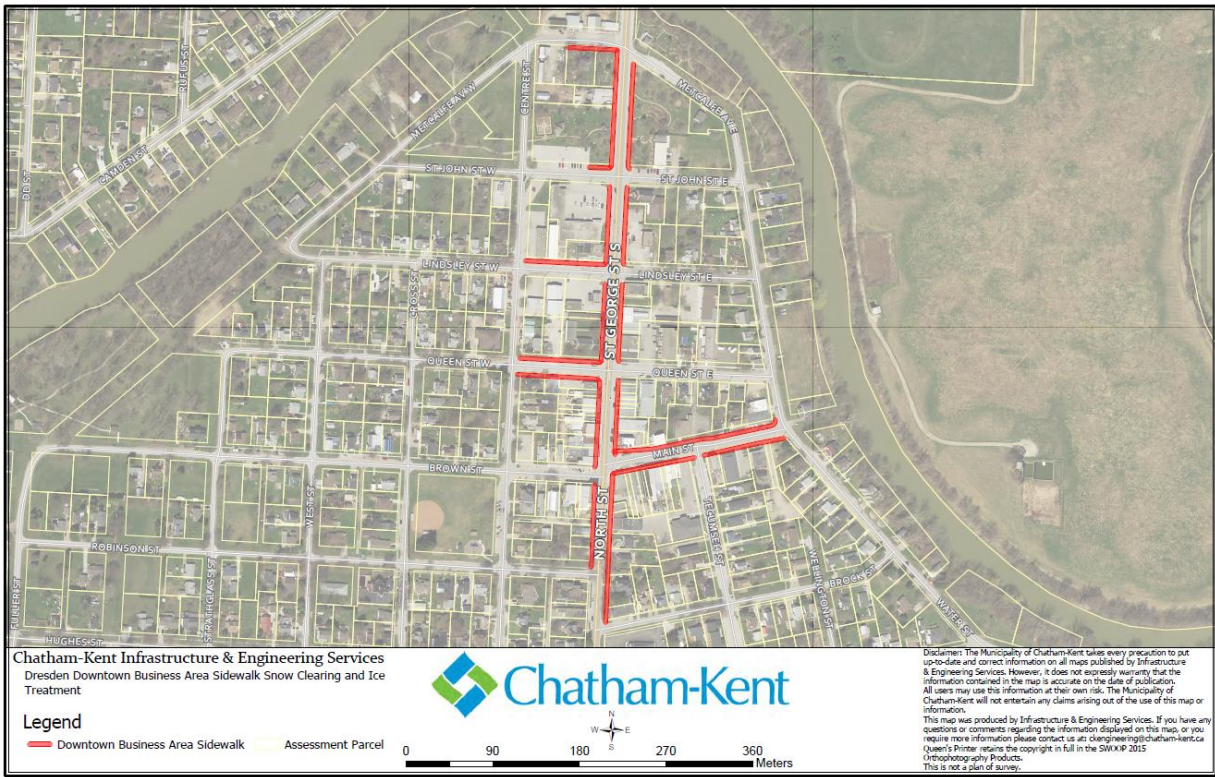 RUFUS ST
CENTRE ST
METCALFE AV W
METCALFE AV E
CAMDEN ST
ST JOHN ST W
ST JOHN ST E
LINDSLEY ST W
LINDSLEY ST E
ST GEORGE ST S
CROSS ST
QUEEN ST W
QUEEN ST E
MAIN ST
BROWN ST
WEST ST
NORTH ST
TECUMSEH ST
ROBINSON ST
WELLINGTON ST
BROCK ST
FULLER ST
STRATHGLASS ST
WATER ST
HUGHES ST
Chatham-Kent Infrastructure & Engineering Services
Dresden Downtown Business Area Sidewalk Snow Clearing and Ice
Treatment
Legend
Downtown Business Area Sidewalk
Assessment Parcel
Chatham-Kent
N
W E
S
0 90 180 270 360
Meters
Disclaimer: The Municipality of Chatham-Kent takes every precaution to put
up-to-date and correct information on all maps published by Infrastructure
& Engineering Services. However, it does not expressly warranty that the
information contained in the map is accurate on the date of publication.
All users may use this information at their own risk. The Municipality of
Chatham-Kent will not entertain any claims arising out of the use of this map or
information.
This map was produced by Infrastructure & Engineering Services. If you have any
questions or comments regarding the information displayed on this map, or you
require more information please contact us at: ckengineering@chatham-kent.ca
Queen's Printer retains the copyright in full in the SWOOP 2015
Orthophotography Products.
This is not a plan of survey.